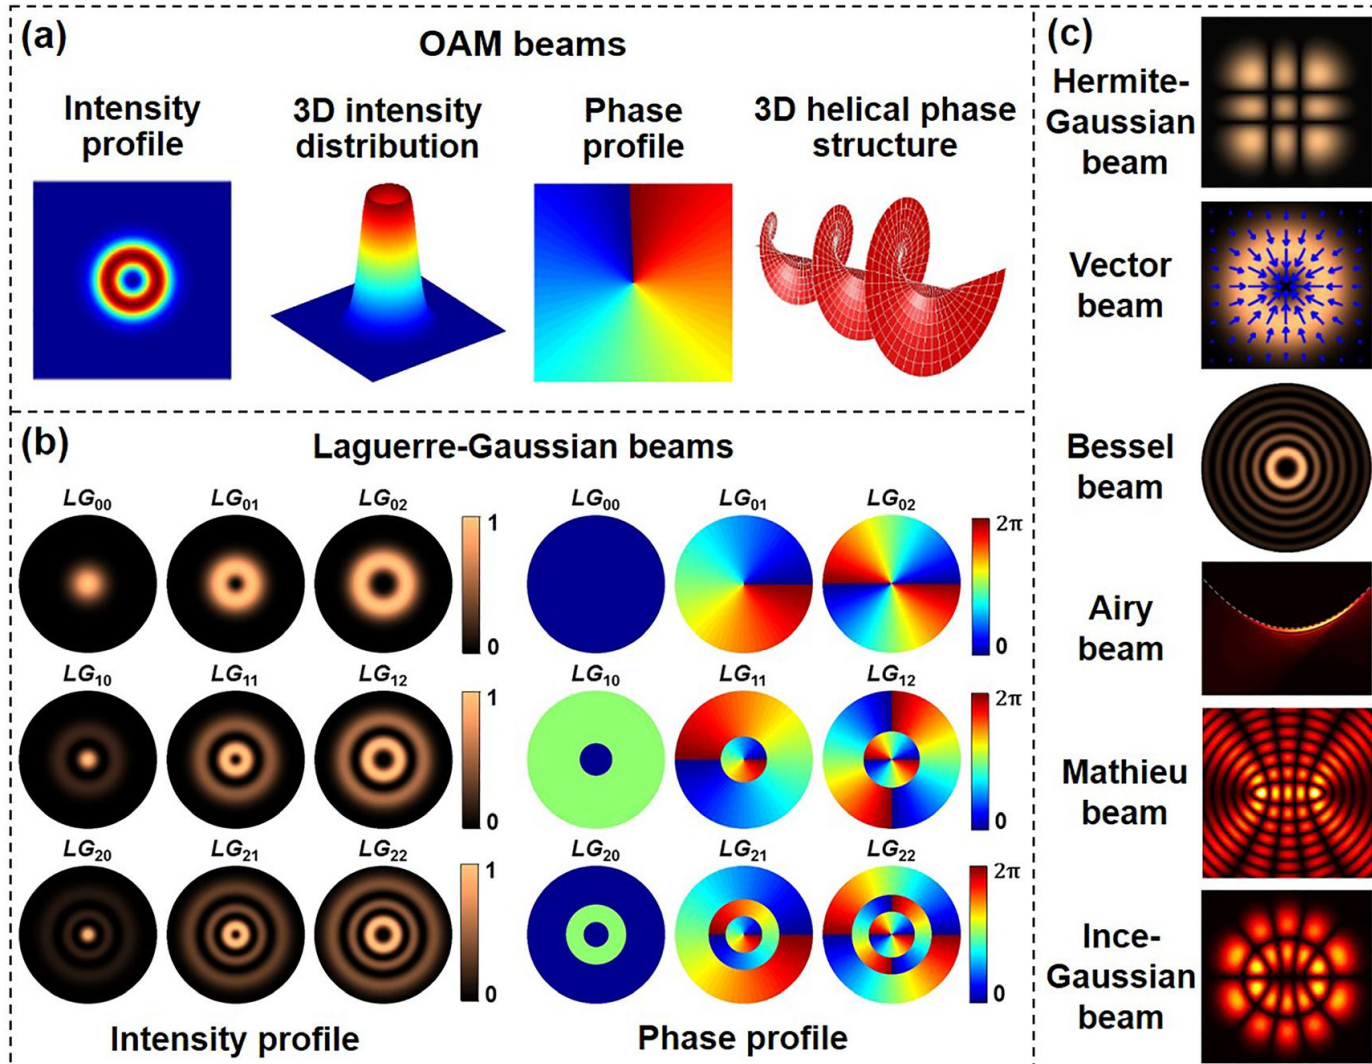 (a)
OAM beams
Intensity
profile
3D intensity
distribution
Phase
profile
3D helical phase
structure
(b)
Laguerre-Gaussian beams
LG00
LG01
LG02
1
0
LG00
LG01
LG02
2π
0
LG10
LG11
LG12
1
0
LG10
LG11
LG12
2π
0
LG20
LG21
LG22
1
0
LG20
LG21
LG22
2π
0
Intensity profile
Phase profile
(c)
Hermite-
Gaussian
beam
Vector
beam
Bessel
beam
Airy
beam
Mathieu
beam
Ince-
Gaussian
beam